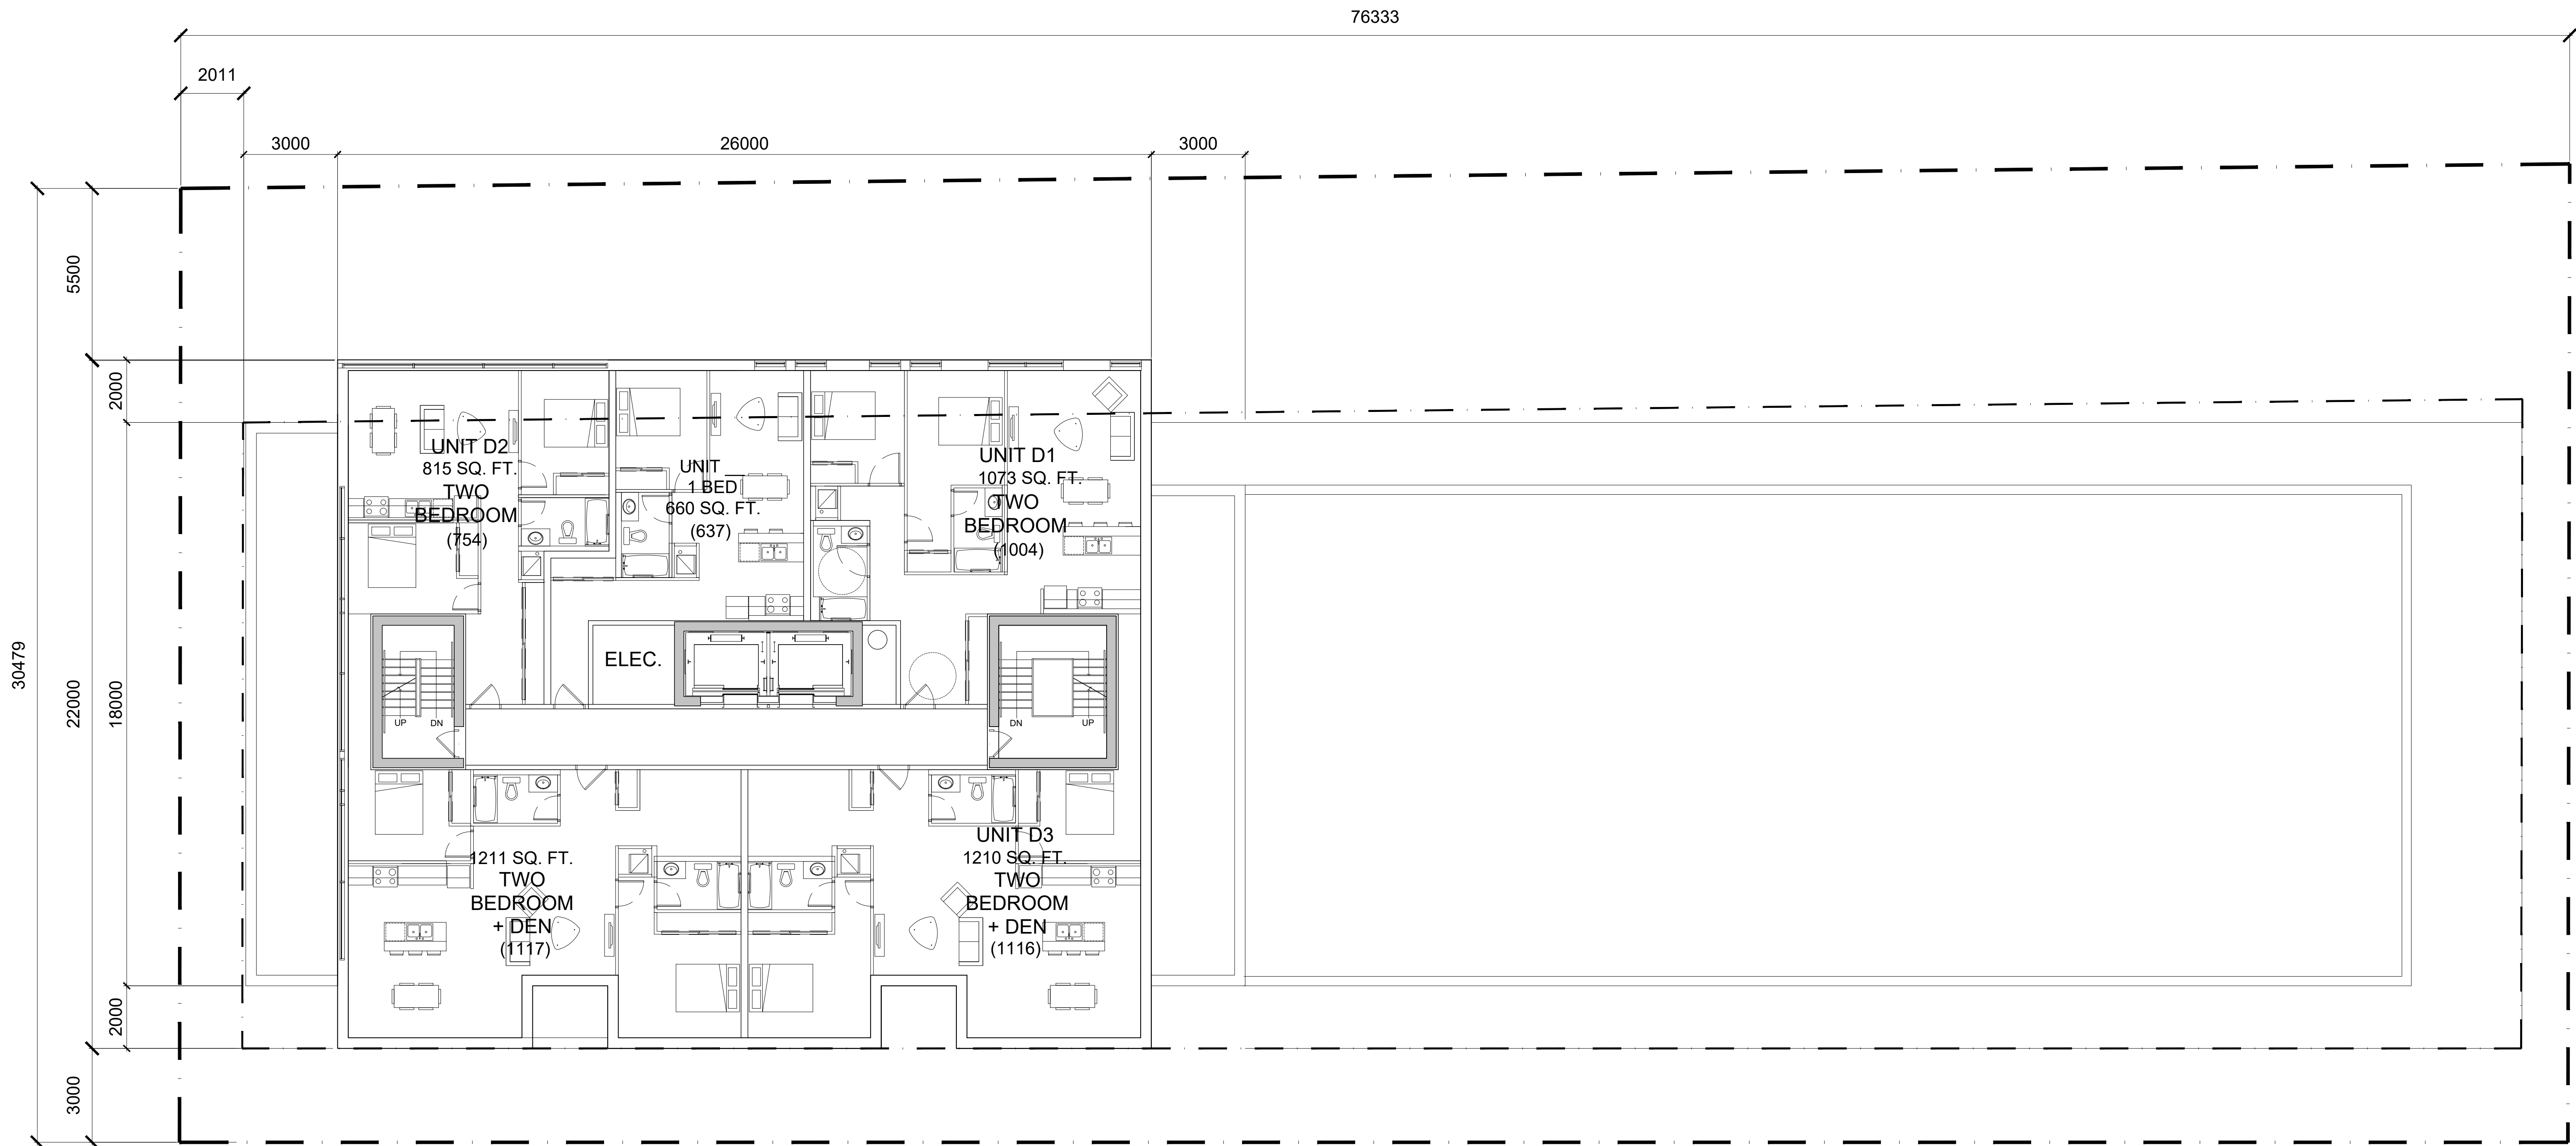 76333
2011
3000
26000
3000
5500
2000
30479
22000
18000
2000
3000
UNIT D2
815 SQ. FT.
TWO
BEDROOM
(754)
UNIT __
1 BED
660 SQ. FT.
(637)
UNIT D1
1073 SQ. FT.
TWO
BEDROOM
(1004)
ELEC.
UP
DN
DN
UP
1211 SQ. FT.
TWO
BEDROOM
+ DEN
(1117)
UNIT D3
1210 SQ. FT.
TWO
BEDROOM
+ DEN
(1116)